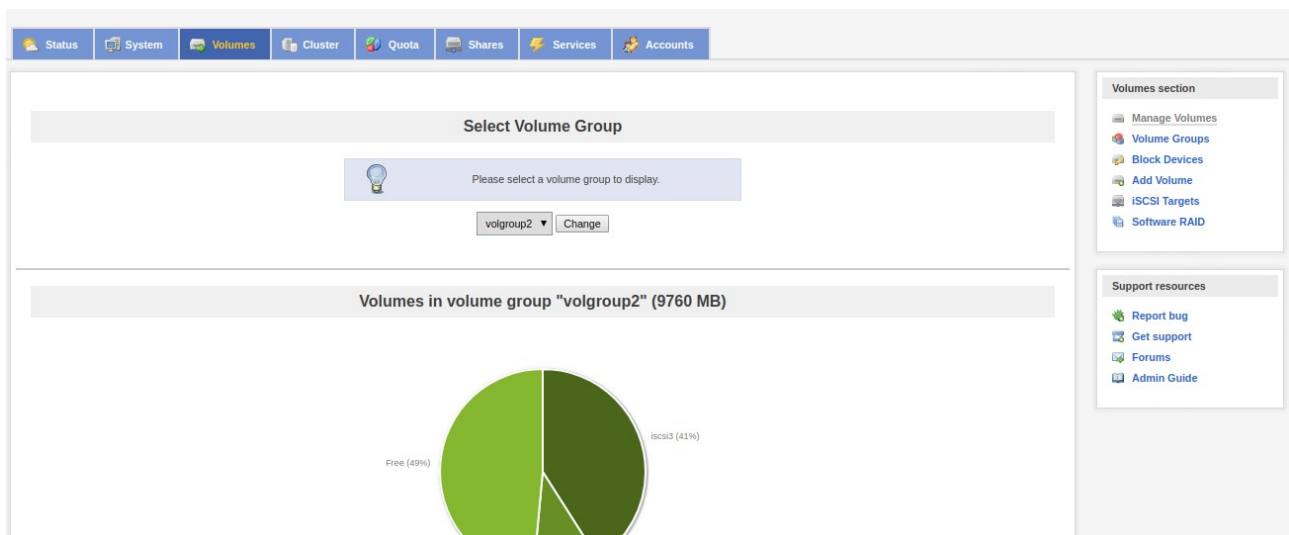 Status System Volumes Cluster Quota Shares Services Accounts
Select Volume Group
Please select a volume group to display.
volgroup2 ▼ Change
Volumes in volume group "volgroup2" (9760 MB)
iscsi3 (41%)
Free (49%)
Volumes section
Manage Volumes
Volume Groups
Block Devices
Add Volume
iSCSI Targets
Software RAID
Support resources
Report bug
Get support
Forums
Admin Guide